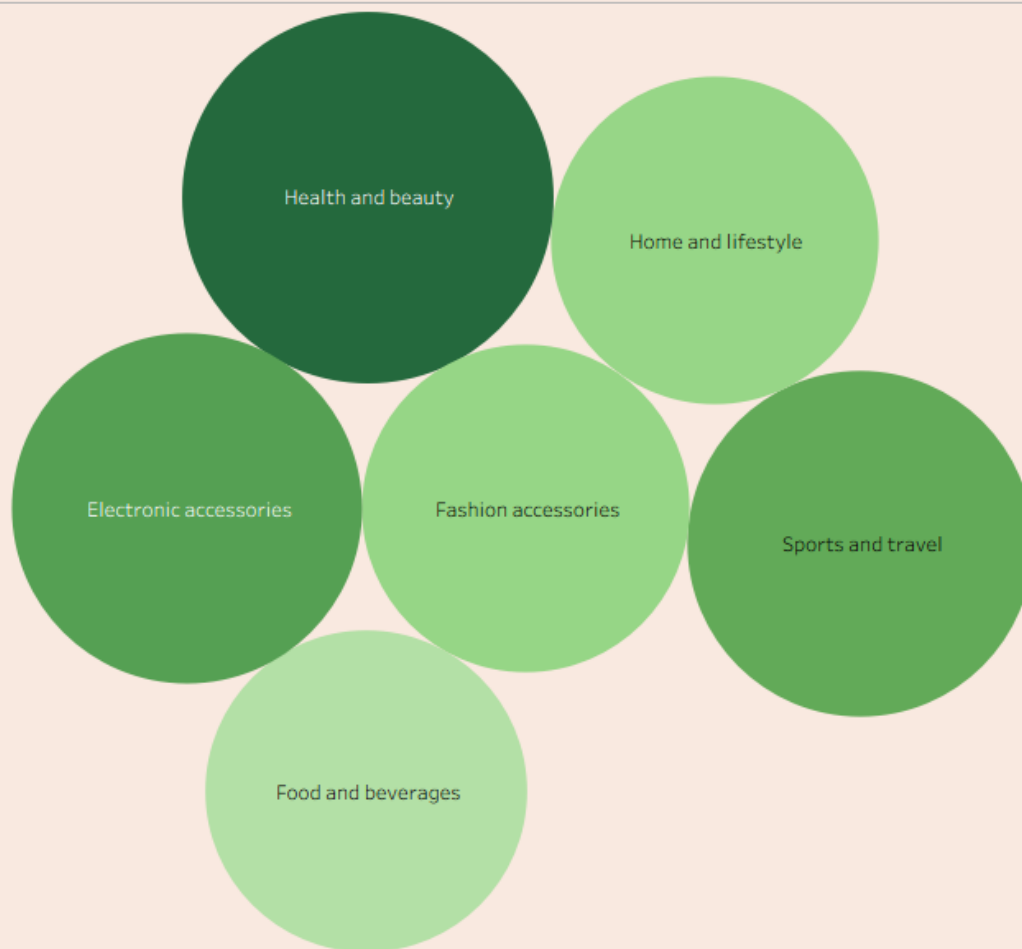 Health and beauty
Home and lifestyle
Electronic accessories
Fashion accessories
Sports and travel
Food and beverages